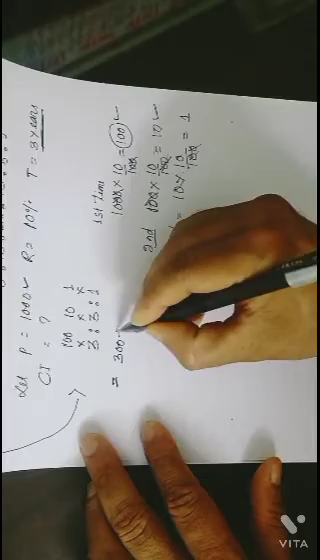 Let P = 1000 R = 10% T = 3 years
CI = ?
100 10 1
× × ×
3 : 3 : 1
= 300
1st time
1000 × 10/100 = 100
2nd 100 × 10/100 = 10
= 10 × 10/100 = 1
VITA